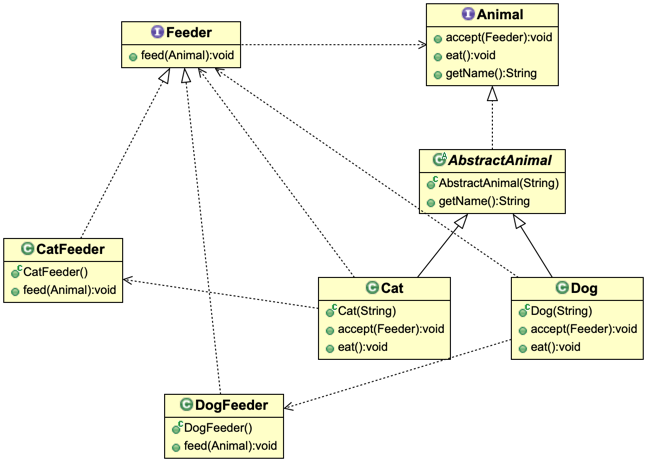 Feeder
feed(Animal):void
Animal
accept(Feeder):void
eat():void
getName():String
AbstractAnimal
AbstractAnimal(String)
getName():String
CatFeeder
CatFeeder()
feed(Animal):void
Cat
Cat(String)
accept(Feeder):void
eat():void
Dog
Dog(String)
accept(Feeder):void
eat():void
DogFeeder
DogFeeder()
feed(Animal):void